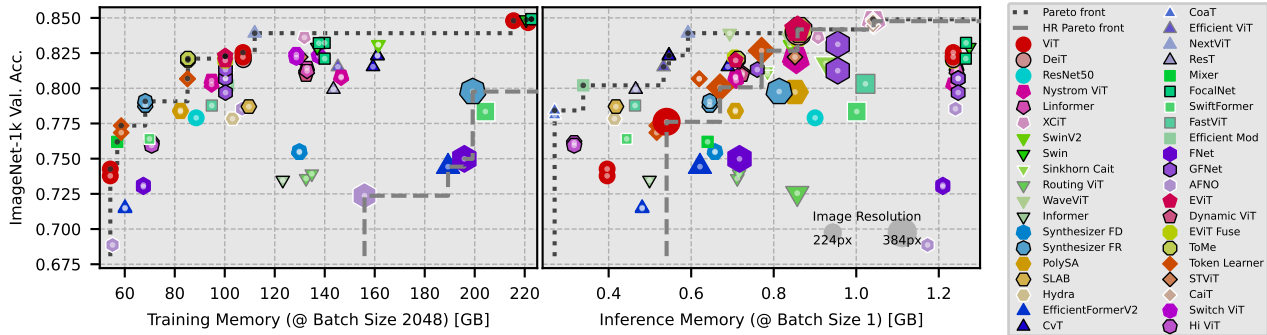 ImageNet-1k Val. Acc.
0.850
0.825
0.800
0.775
0.750
0.725
0.700
0.675
60 80 100 120 140 160 180 200 220
Training Memory (@ Batch Size 2048) [GB]
Image Resolution
224px 384px
0.4 0.6 0.8 1.0 1.2
Inference Memory (@ Batch Size 1) [GB]
Pareto front
HR Pareto front
ViT
DeiT
ResNet50
Nystrom ViT
Linformer
XCiT
SwinV2
Swin
Sinkhorn Cait
Routing ViT
WaveViT
Informer
Synthesizer FD
Synthesizer FR
PolySA
SLAB
Hydra
EfficientFormerV2
CvT
CoaT
Efficient ViT
NextViT
ResT
Mixer
FocalNet
SwiftFormer
FastViT
Efficient Mod
FNet
GFNet
AFNO
EViT
Dynamic ViT
EViT Fuse
ToMe
Token Learner
STViT
CaiT
Switch ViT
Hi ViT